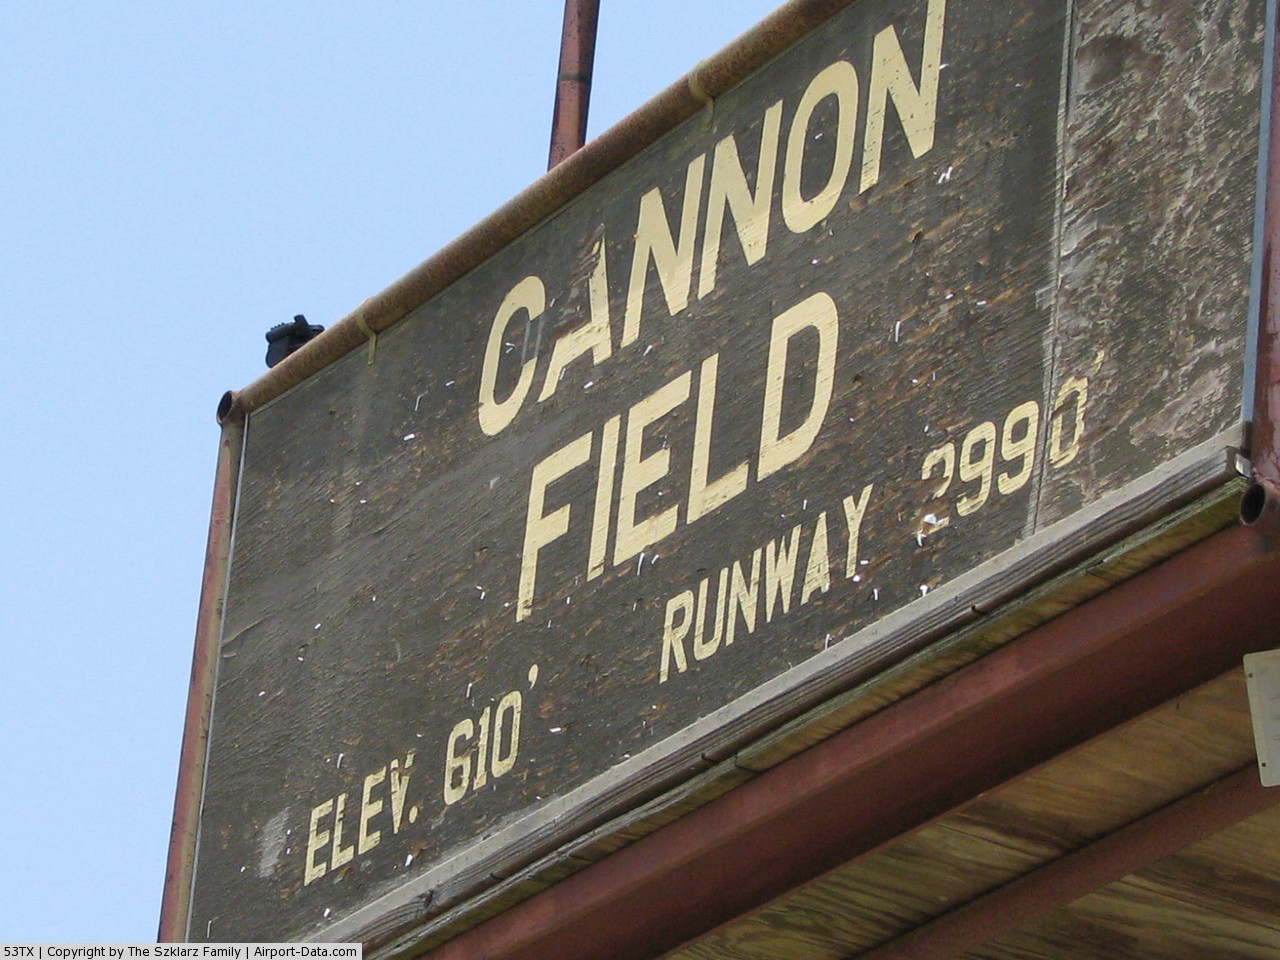 CANNON
FIELD
RUNWAY 2990'
ELEV. 610'
53TX | Copyright by The Szklarz Family | Airport-Data.com